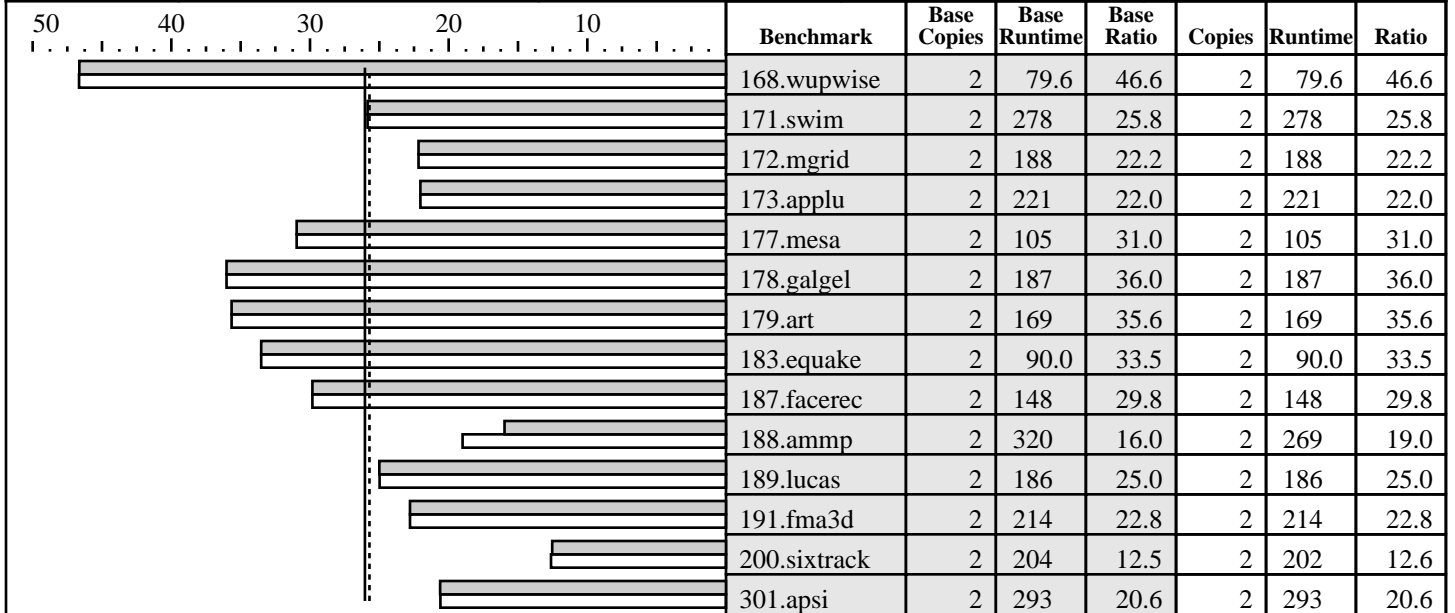 50 40 30 20 10
Benchmark Base Copies Base Runtime Base Ratio Copies Runtime Ratio
168.wupwise 2 79.6 46.6 2 79.6 46.6
171.swim 2 278 25.8 2 278 25.8
172.mgrid 2 188 22.2 2 188 22.2
173.applu 2 221 22.0 2 221 22.0
177.mesa 2 105 31.0 2 105 31.0
178.galgel 2 187 36.0 2 187 36.0
179.art 2 169 35.6 2 169 35.6
183.equake 2 90.0 33.5 2 90.0 33.5
187.facerec 2 148 29.8 2 148 29.8
188.ammp 2 320 16.0 2 269 19.0
189.lucas 2 186 25.0 2 186 25.0
191.fma3d 2 214 22.8 2 214 22.8
200.sixtrack 2 204 12.5 2 202 12.6
301.apsi 2 293 20.6 2 293 20.6